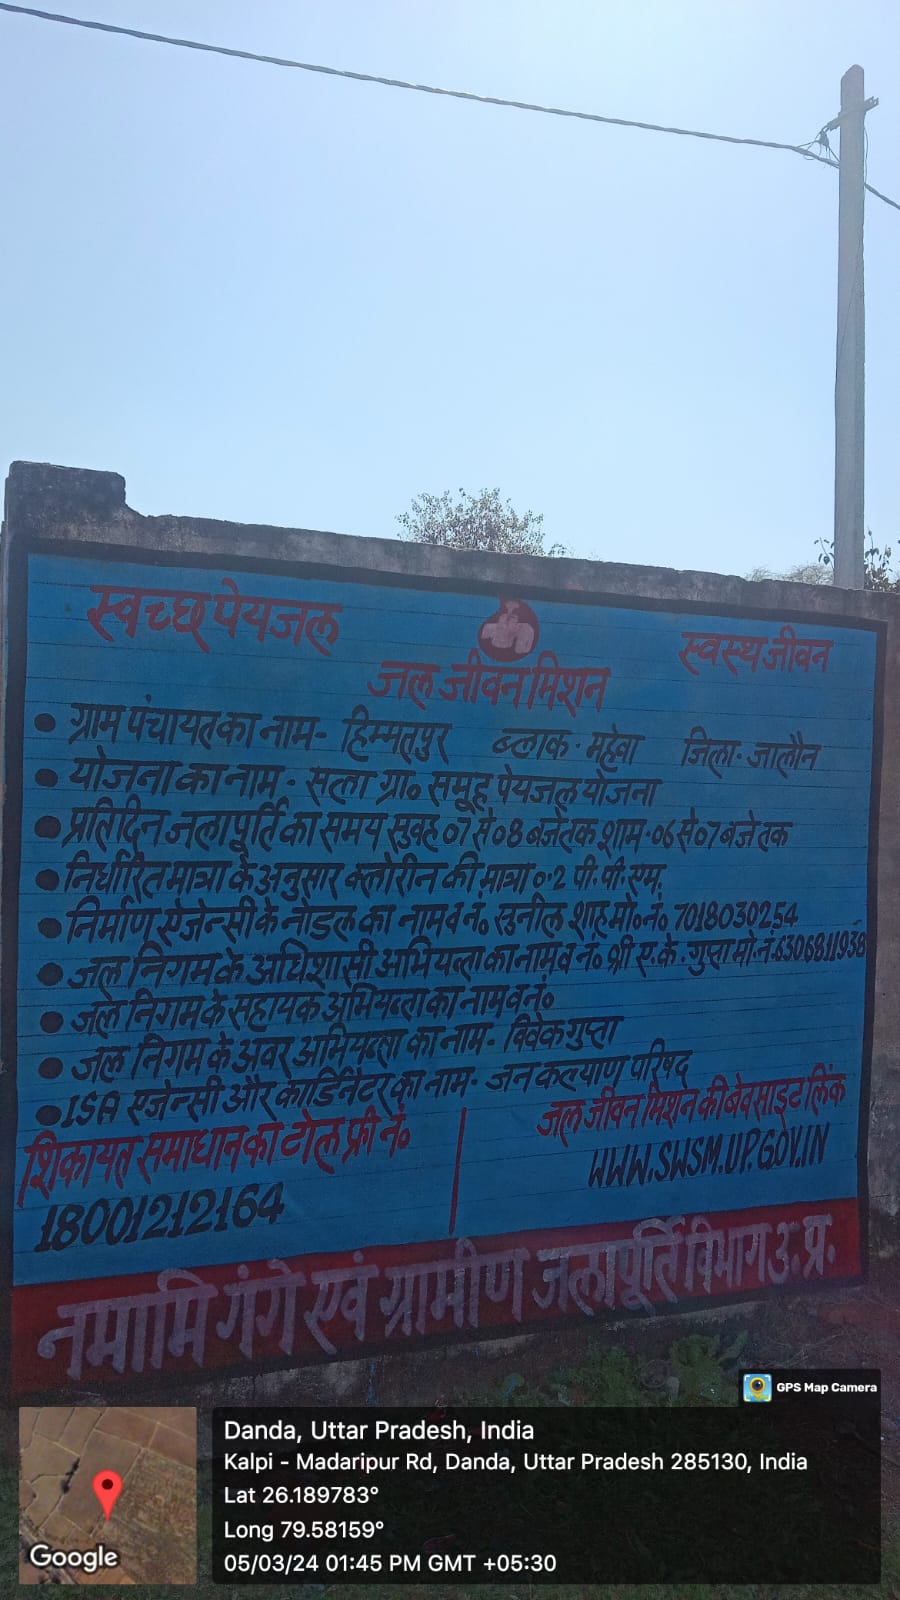 स्वच्छ पेयजल
स्वस्थ जीवन
जल जीवन मिशन
• ग्राम पंचायत का नाम- हिम्मतपुर ब्लाक- महेवा जिला- जालौन
• योजना का नाम- सत्ला ग्रा० समूह पेयजल योजना
• प्रतिदिन जलापूर्ति का समय सुबह 07 से 08 बजे तक शाम- 06 से 07 बजे तक
• निर्धारित मात्रा के अनुसार क्लोरीन की मात्रा 0.2 पी. पी. एम.
• निर्माण ऐजेन्सी के नोडल का नाम व नं. सुनील शाह मो० नं० 7018030254
• जल निगम के अधिशासी अभियन्ता का नाम व नं० श्री ए. के. गुप्ता मो. नं. 6306811938
• जल निगम के सहायक अभियन्ता का नाम व नं०
• जल निगम के अवर अभियन्ता का नाम- विवेक गुप्ता
• ISA एजेन्सी और कार्डिनेटर का नाम- जन कल्याण परिषद
शिकायत समाधान का टोल फ्री नं०
18001212164
जल जीवन मिशन की बेवसाइट लिंक
WWW.SWSM.UP.GOV.IN
नमामि गंगे एवं ग्रामीण जलापूर्ति विभाग उ. प्र.
GPS Map Camera
Danda, Uttar Pradesh, India
Kalpi - Madaripur Rd, Danda, Uttar Pradesh 285130, India
Lat 26.189783°
Long 79.58159°
05/03/24 01:45 PM GMT +05:30
Google